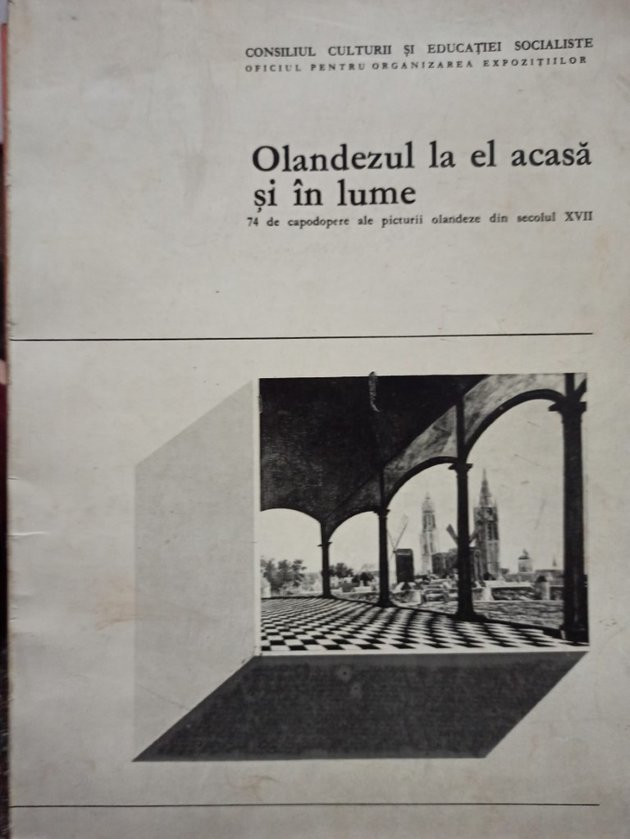 CONSILIUL CULTURII ȘI EDUCAȚIEI SOCIALISTE
OFICIUL PENTRU ORGANIZAREA EXPOZIȚIILOR
Olandezul la el acasă
și în lume
74 de capodopere ale picturii olandeze din secolul XVII